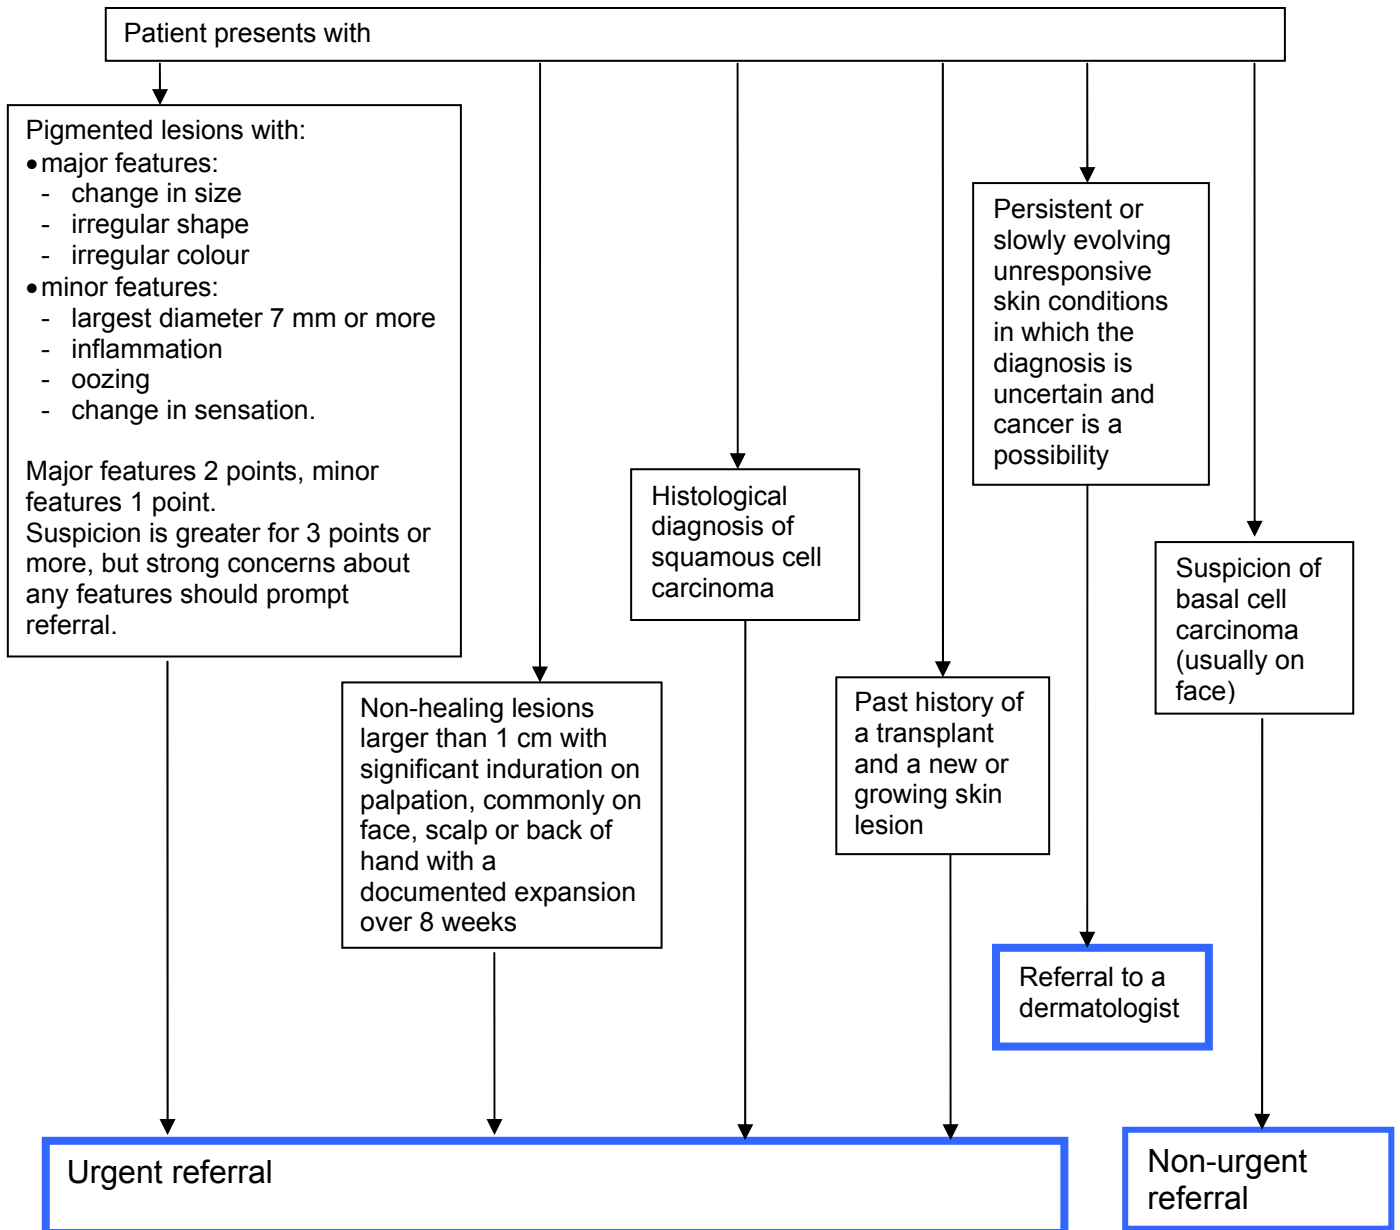 Patient presents with
Pigmented lesions with:
• major features:
- change in size
- irregular shape
- irregular colour
• minor features:
- largest diameter 7 mm or more
- inflammation
- oozing
- change in sensation.
Major features 2 points, minor
features 1 point.
Suspicion is greater for 3 points or
more, but strong concerns about
any features should prompt
referral.
Non-healing lesions
larger than 1 cm with
significant induration on
palpation, commonly on
face, scalp or back of
hand with a
documented expansion
over 8 weeks
Histological
diagnosis of
squamous cell
carcinoma
Past history of
a transplant
and a new or
growing skin
lesion
Persistent or
slowly evolving
unresponsive
skin conditions
in which the
diagnosis is
uncertain and
cancer is a
possibility
Suspicion of
basal cell
carcinoma
(usually on
face)
Referral to a
dermatologist
Urgent referral
Non-urgent
referral